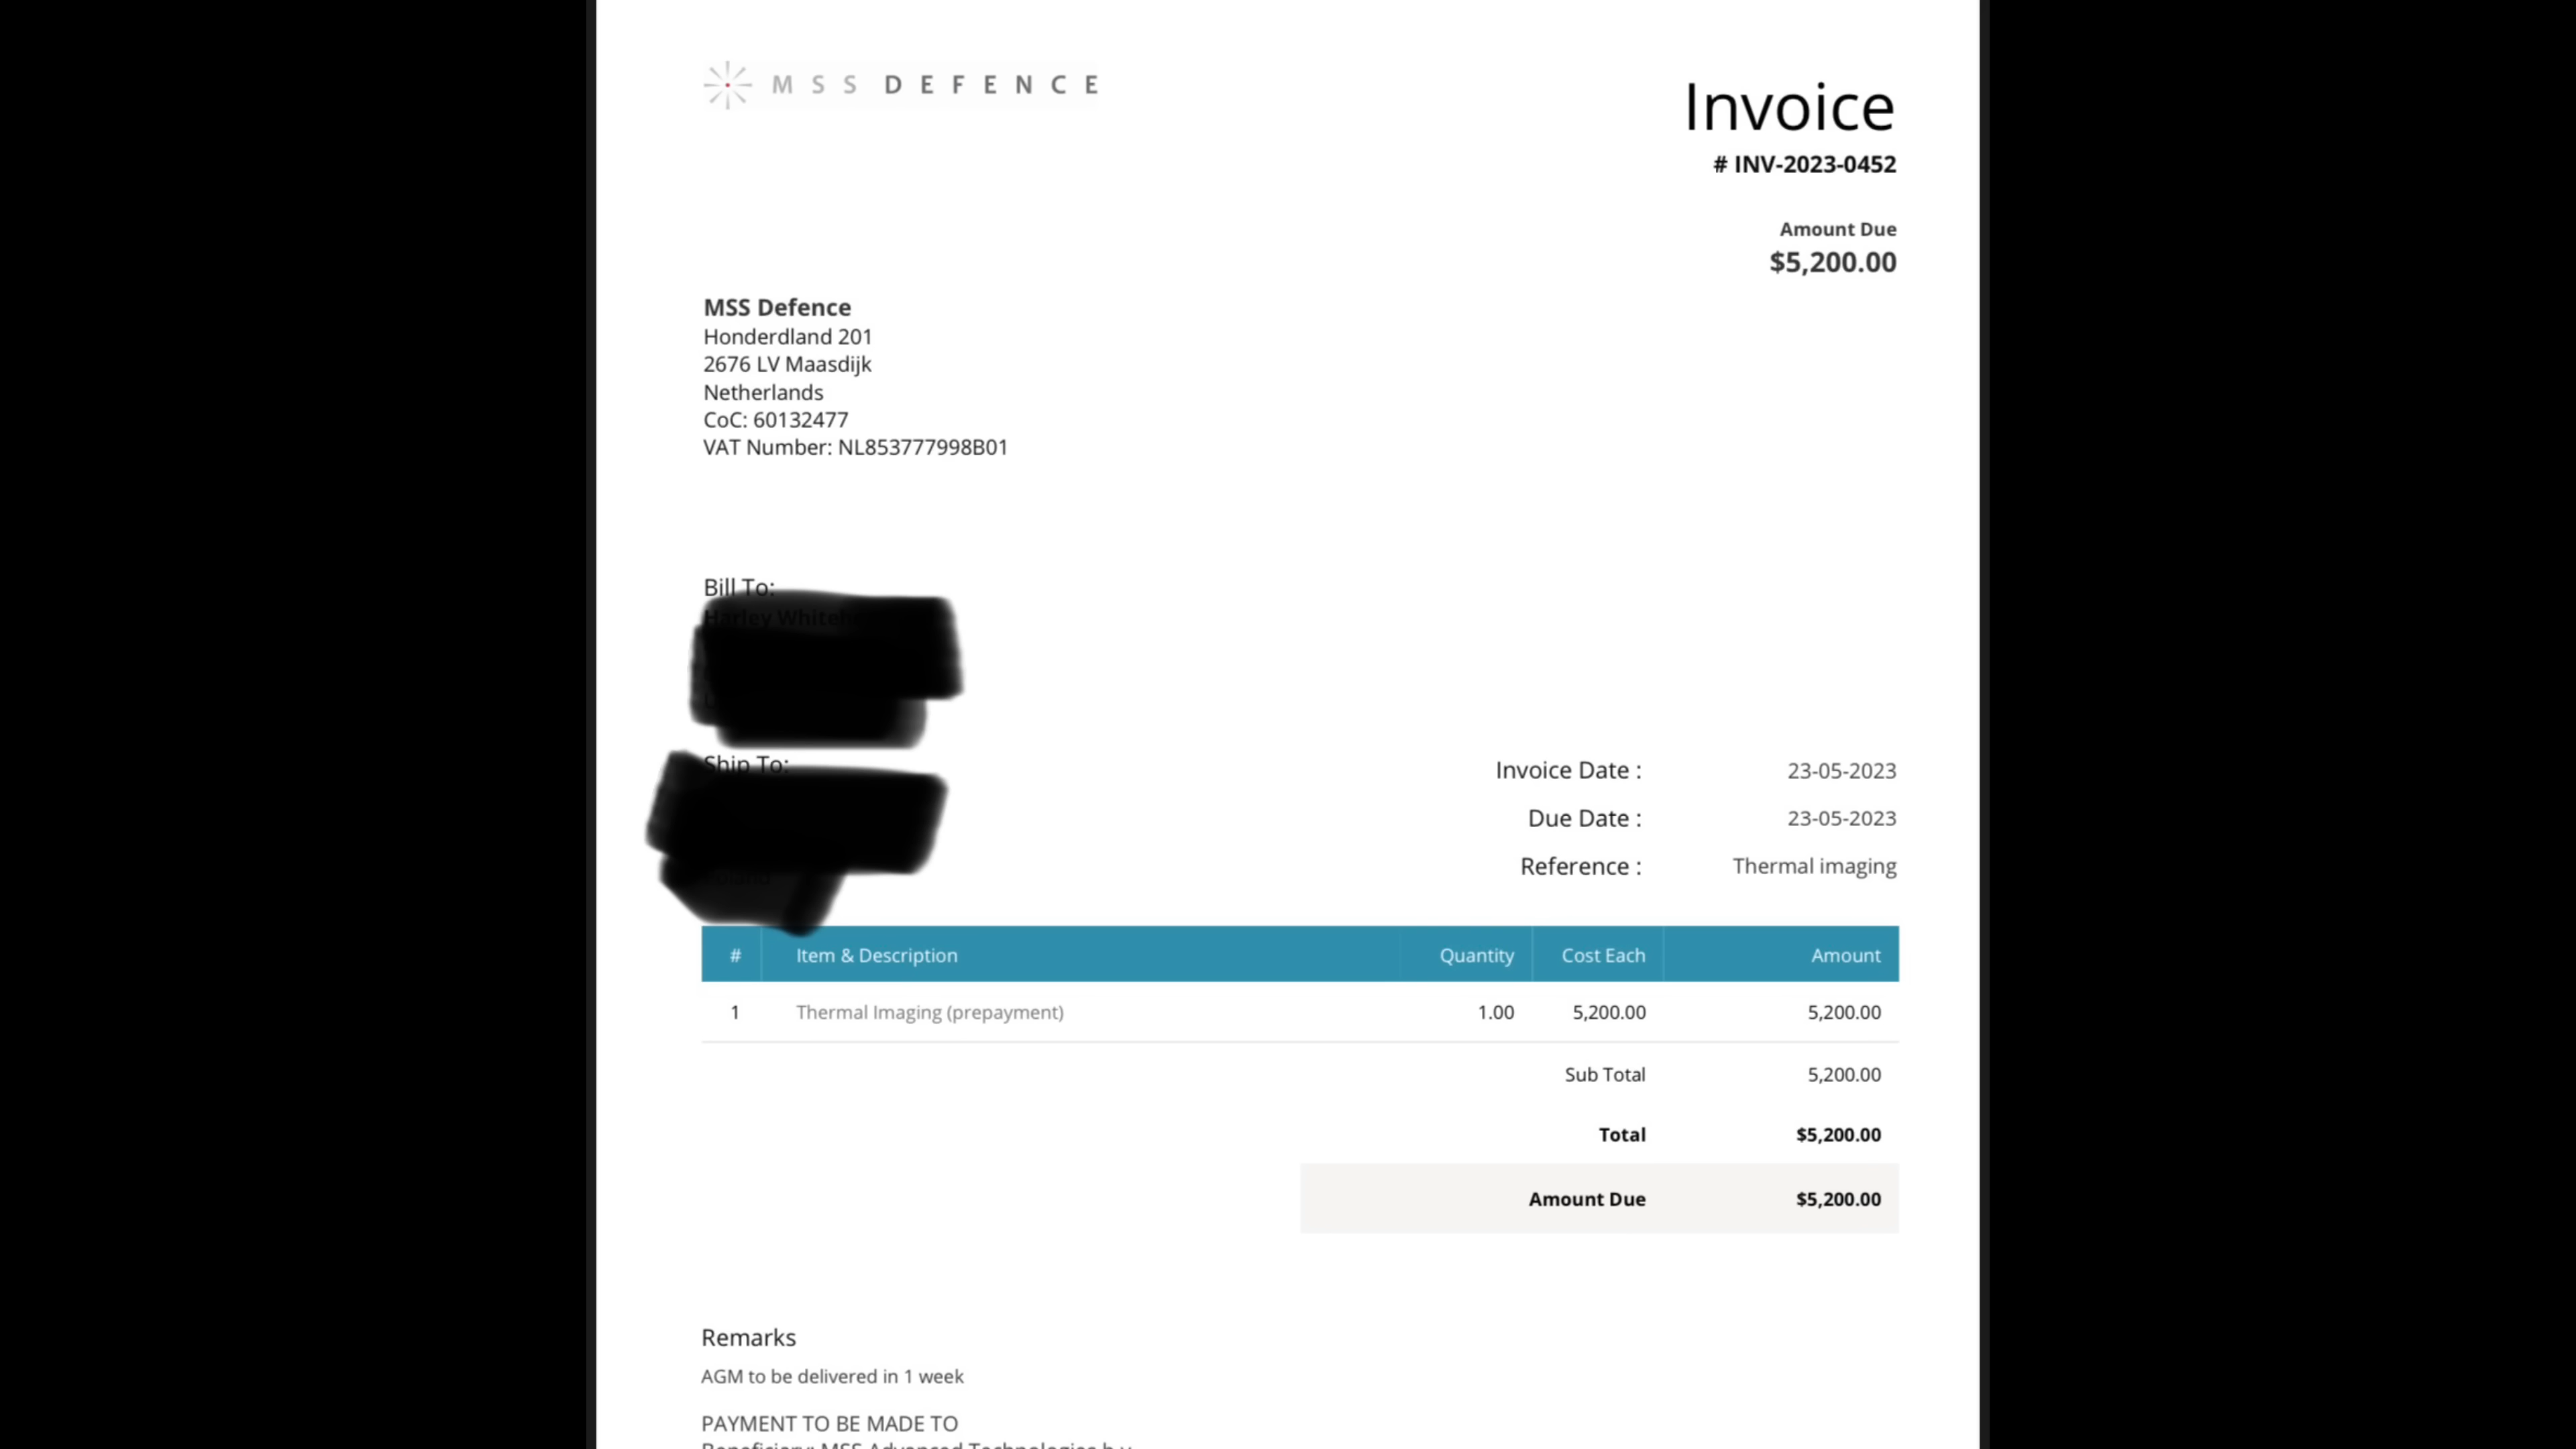 MSS DEFENCE
Invoice
# INV-2023-0452
Amount Due
$5,200.00
MSS Defence
Honderdland 201
2676 LV Maasdijk
Netherlands
CoC: 60132477
VAT Number: NL853777998B01
Bill To:
Ship To:
Invoice Date : 23-05-2023
Due Date : 23-05-2023
Reference : Thermal imaging
# Item & Description Quantity Cost Each Amount
1 Thermal Imaging (prepayment) 1.00 5,200.00 5,200.00
Sub Total 5,200.00
Total $5,200.00
Amount Due $5,200.00
Remarks
AGM to be delivered in 1 week
PAYMENT TO BE MADE TO
Beneficiary: MSS Advanced Technologies b.v.